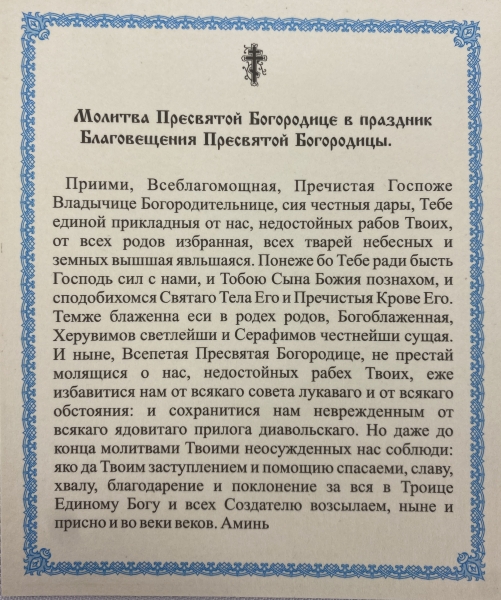 Молитва Пресвятой Богородице в праздник
Благовещения Пресвятой Богородицы.
Приими, Всеблагомощная, Пречистая Госпоже
Владычице Богородительнице, сия честныя дары, Тебе
единой прикладныя от нас, недостойных рабов Твоих,
от всех родов избранная, всех тварей небесных и
земных вышшая явльшаяся. Понеже бо Тебе ради бысть
Господь сил с нами, и Тобою Сына Божия познахом, и
сподобихомся Святаго Тела Его и Пречистыя Крове Его.
Темже блаженна еси в родех родов, Богоблаженная,
Херувимов светлейши и Серафимов честнейши сущая.
И ныне, Всепетая Пресвятая Богородице, не престай
молящися о нас, недостойных рабех Твоих, еже
избавитися нам от всякаго совета лукаваго и от всякаго
обстояния: и сохранитися нам неврежденным от
всякаго ядовитаго прилога диавольскаго. Но даже до
конца молитвами Твоими неосужденных нас соблюди:
яко да Твоим заступлением и помощию спасаеми, славу,
хвалу, благодарение и поклонение за вся в Троице
Единому Богу и всех Создателю возсылаем, ныне и
присно и во веки веков. Аминь